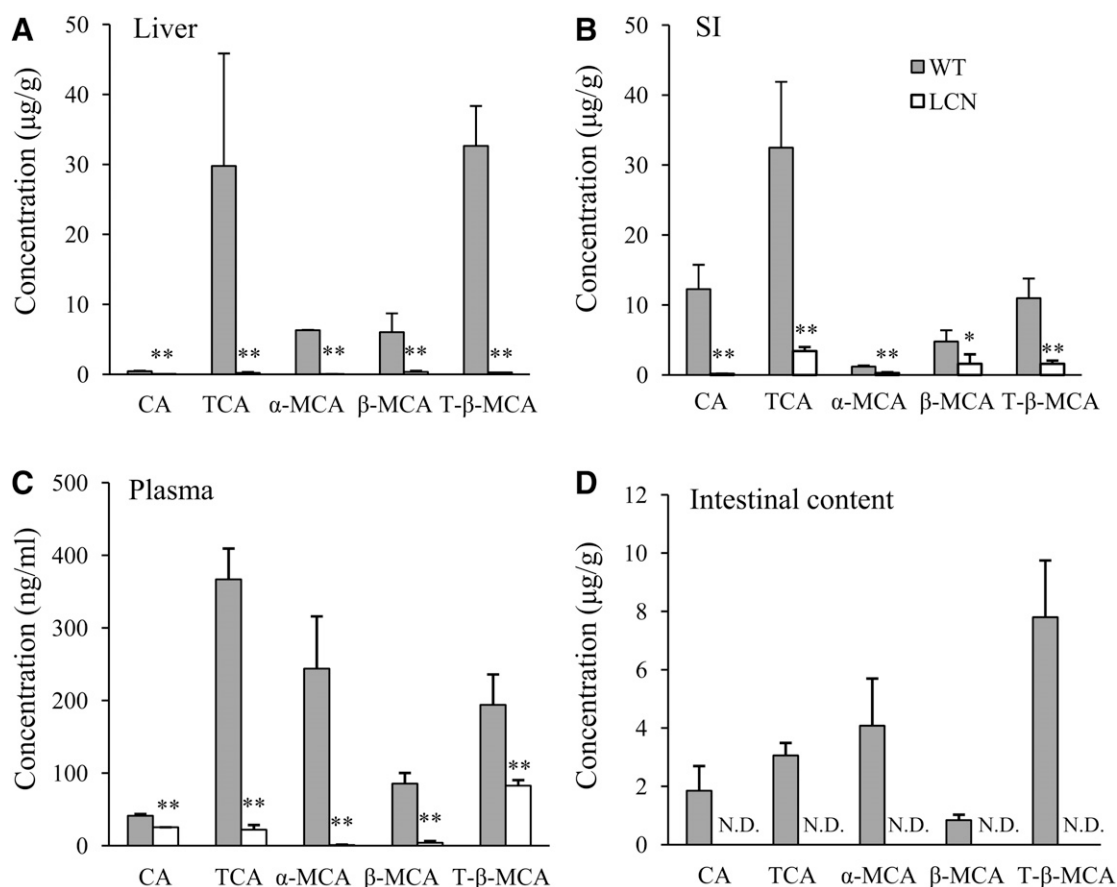 A Liver
Concentration (μg/g)
50
40
30
20
10
0
** ** ** ** **
CA TCA α-MCA β-MCA T-β-MCA
B SI
WT
LCN
Concentration (μg/g)
50
40
30
20
10
0
** ** ** * **
CA TCA α-MCA β-MCA T-β-MCA
C Plasma
Concentration (ng/ml)
500
400
300
200
100
0
** ** ** ** **
CA TCA α-MCA β-MCA T-β-MCA
D Intestinal content
Concentration (μg/g)
12
10
8
6
4
2
0
N.D. N.D. N.D. N.D. N.D.
CA TCA α-MCA β-MCA T-β-MCA